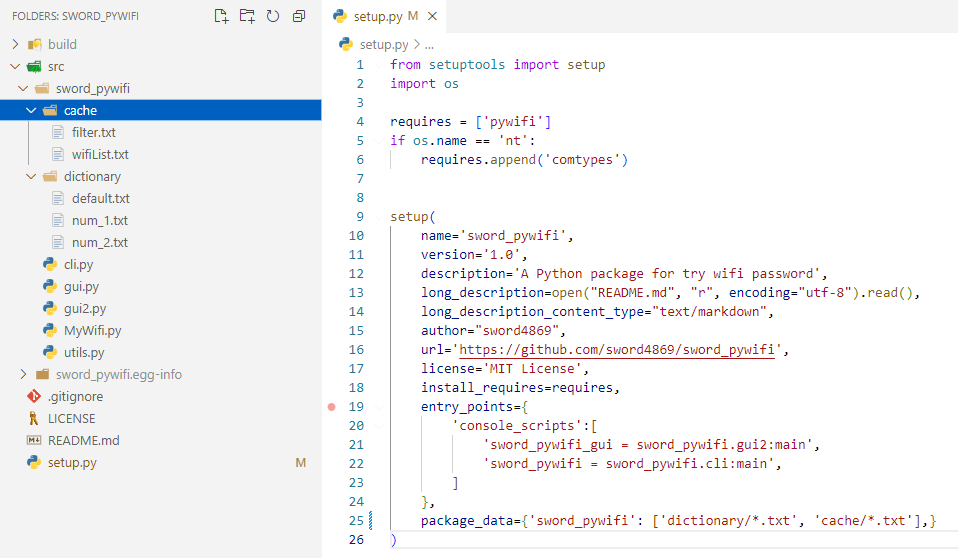 FOLDERS: SWORD_PYWIFI
build
src
sword_pywifi
cache
filter.txt
wifiList.txt
dictionary
default.txt
num_1.txt
num_2.txt
cli.py
gui.py
gui2.py
MyWifi.py
utils.py
sword_pywifi.egg-info
.gitignore
LICENSE
README.md
setup.py M
setup.py M ×
setup.py > ...
1 from setuptools import setup
2 import os
3
4 requires = ['pywifi']
5 if os.name == 'nt':
6     requires.append('comtypes')
7
8
9 setup(
10     name='sword_pywifi',
11     version='1.0',
12     description='A Python package for try wifi password',
13     long_description=open("README.md", "r", encoding="utf-8").read(),
14     long_description_content_type="text/markdown",
15     author="sword4869",
16     url='https://github.com/sword4869/sword_pywifi',
17     license='MIT License',
18     install_requires=requires,
19     entry_points={
20         'console_scripts':[
21             'sword_pywifi_gui = sword_pywifi.gui2:main',
22             'sword_pywifi = sword_pywifi.cli:main',
23         ]
24     },
25     package_data={'sword_pywifi': ['dictionary/*.txt', 'cache/*.txt'],}
26 )